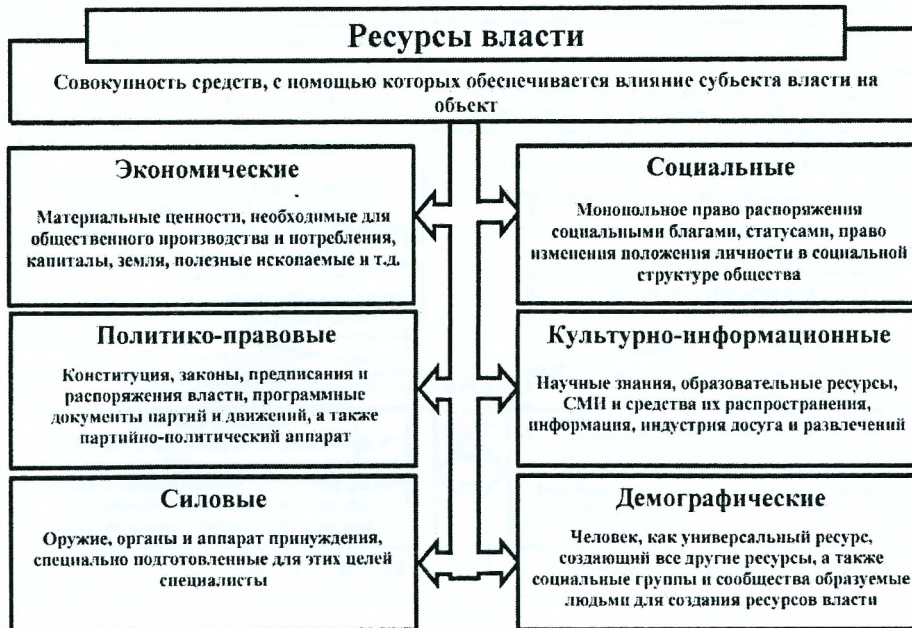 Ресурсы власти
Совокупность средств, с помощью которых обеспечивается влияние субъекта власти на
объект
Экономические
Материальные ценности, необходимые для
общественного производства и потребления,
капиталы, земля, полезные ископаемые и т.д.
Социальные
Монопольное право распоряжения
социальными благами, статусами, право
изменения положения личности в социальной
структуре общества
Политико-правовые
Конституция, законы, предписания и
распоряжения власти, программные
документы партий и движений, а также
партийно-политический аппарат
Культурно-информационные
Научные знания, образовательные ресурсы,
СМИ и средства их распространения,
информация, индустрия досуга и развлечений
Силовые
Оружие, органы и аппарат принуждения,
специально подготовленные для этих целей
специалисты
Демографические
Человек, как универсальный ресурс,
создающий все другие ресурсы, а также
социальные группы и сообщества образуемые
людьми для создания ресурсов власти